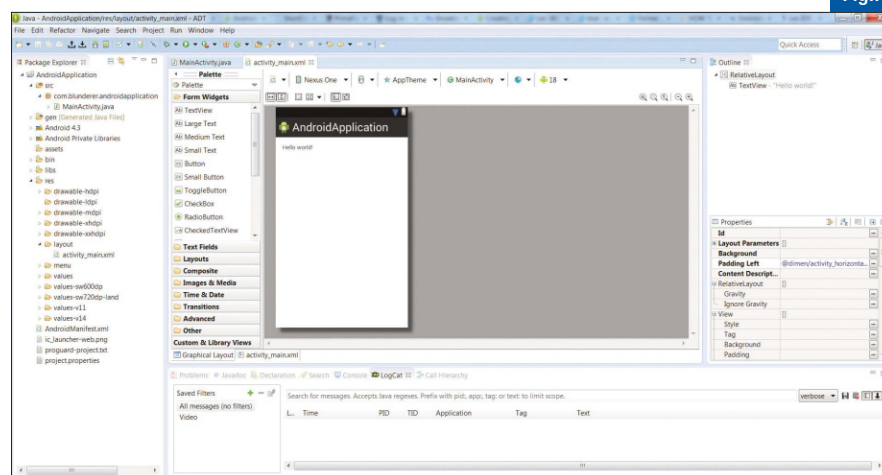 Java - AndroidApplication/res/layout/activity_main.xml - ADT
File Edit Refactor Navigate Search Project Run Window Help
Quick Access
Package Explorer
AndroidApplication
src
com.blunderer.androidapplication
MainActivity.java
gen [Generated Java Files]
Android 4.3
Android Private Libraries
assets
bin
libs
res
drawable-hdpi
drawable-ldpi
drawable-mdpi
drawable-xhdpi
drawable-xxhdpi
layout
activity_main.xml
menu
values
values-sw600dp
values-sw720dp-land
values-v11
values-v14
AndroidManifest.xml
ic_launcher-web.png
proguard-project.txt
project.properties
MainActivity.java activity_main.xml
Palette
Palette
Form Widgets
TextView
Large Text
Medium Text
Small Text
Button
Small Button
ToggleButton
CheckBox
RadioButton
CheckedTextView
Text Fields
Layouts
Composite
Images & Media
Time & Date
Transitions
Advanced
Other
Custom & Library Views
Graphical Layout activity_main.xml
Nexus One AppTheme MainActivity 18
AndroidApplication
Hello world!
Outline
RelativeLayout
TextView - "Hello world!"
Properties
Id
Layout Parameters []
Background
Padding Left @dimen/activity_horizonta...
Content Descript...
RelativeLayout []
Gravity
Ignore Gravity
View []
Style
Tag
Background
Padding
Problems Javadoc Declaration Search Console LogCat Call Hierarchy
Saved Filters
All messages (no filters)
Video
Search for messages. Accepts Java regexes. Prefix with pid:, app:, tag: or text: to limit scope.
verbose
L... Time PID TID Application Tag Text